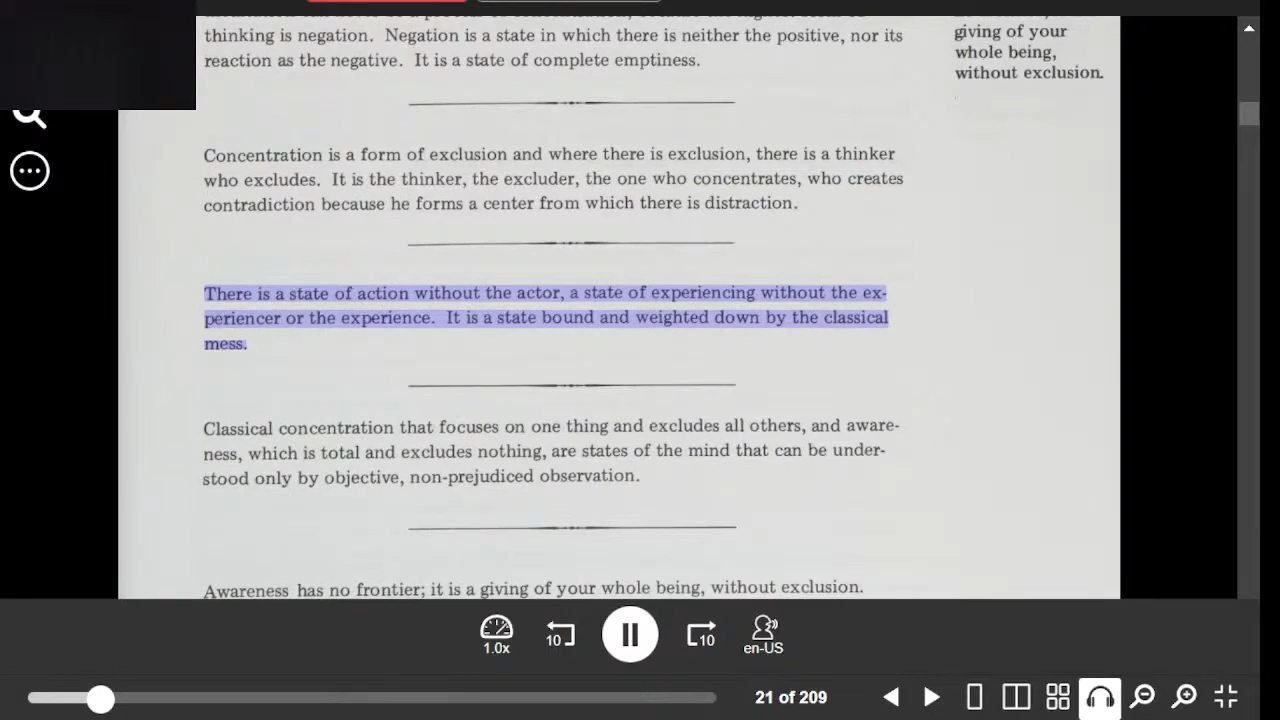 thinking is negation. Negation is a state in which there is neither the positive, nor its
reaction as the negative. It is a state of complete emptiness.
giving of your
whole being,
without exclusion.
Concentration is a form of exclusion and where there is exclusion, there is a thinker
who excludes. It is the thinker, the excluder, the one who concentrates, who creates
contradiction because he forms a center from which there is distraction.
There is a state of action without the actor, a state of experiencing without the ex-
periencer or the experience. It is a state bound and weighted down by the classical
mess.
Classical concentration that focuses on one thing and excludes all others, and aware-
ness, which is total and excludes nothing, are states of the mind that can be under-
stood only by objective, non-prejudiced observation.
Awareness has no frontier; it is a giving of your whole being, without exclusion.
1.0x
10
10
en-US
21 of 209